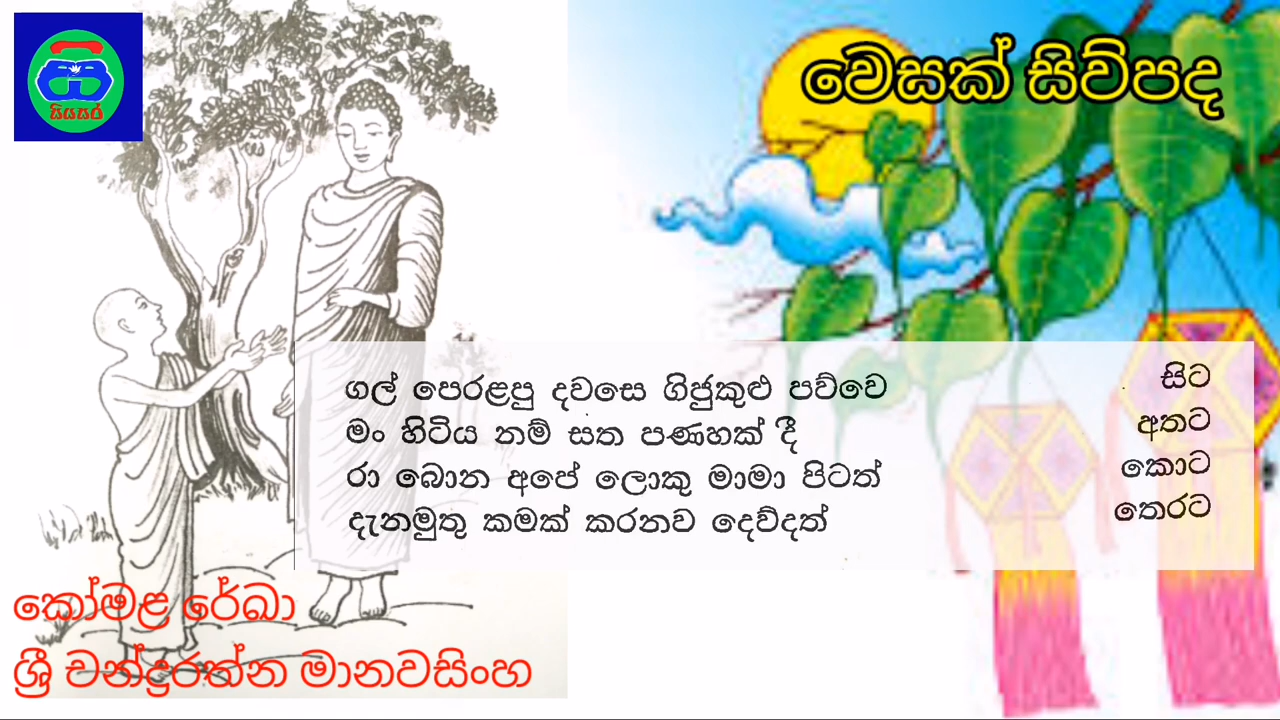 සියසර
වෙසක් සිව්පද
ගල් පෙරළපු දවසෙ ගිජුකුළු පව්වෙ සිට
මං හිටිය නම් සත පණහක් දී අතට
රා බොන අපේ ලොකු මාමා පිටත් කොට
දැනමුතු කමක් කරනව දෙව්දත් තෙරට
කෝමළ රේඛා
ශ්‍රී චන්ද්‍රරත්න මානවසිංහ